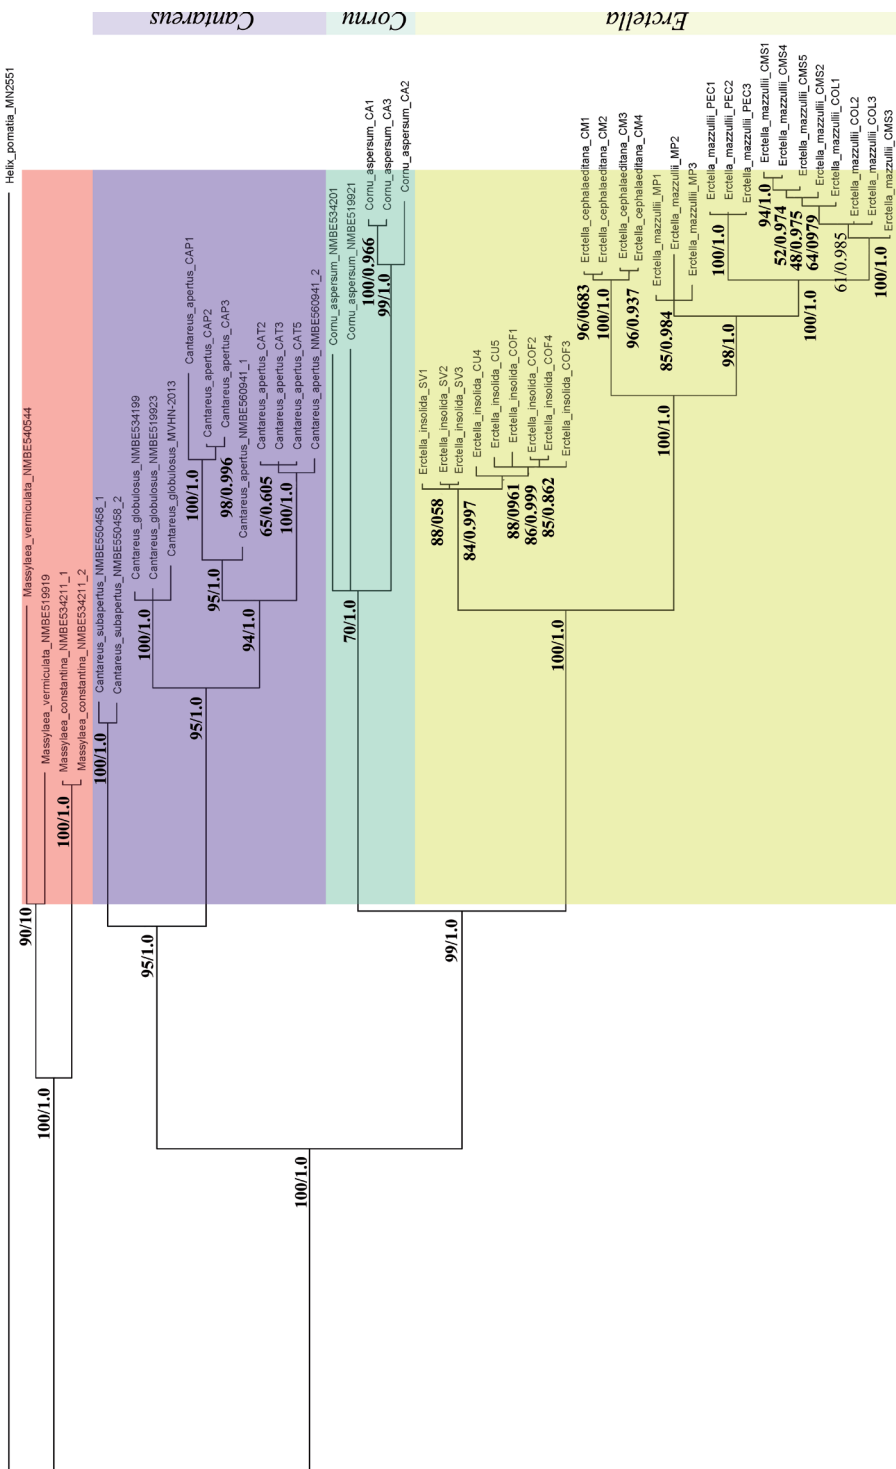 Cantareus
Cornu
Erctella
Helix_pomatia_MN2551
Massylaea_vermiculata_NMBE540544
Massylaea_vermiculata_NMBE519919
Massylaea_constantina_NMBE534211_1
Massylaea_constantina_NMBE534211_2
90/10
100/1.0
100/1.0
Cantareus_subapertus_NMBE550458_1
Cantareus_subapertus_NMBE550458_2
100/1.0
Cantareus_globulosus_NMBE534199
Cantareus_globulosus_NMBE519923
Cantareus_globulosus_MVHN-2013
100/1.0
Cantareus_apertus_CAP1
Cantareus_apertus_CAP2
Cantareus_apertus_CAP3
Cantareus_apertus_NMBE560941_1
100/1.0
98/0.996
95/1.0
Cantareus_apertus_CAT2
Cantareus_apertus_CAT3
Cantareus_apertus_CAT5
Cantareus_apertus_NMBE560941_2
65/0.605
100/1.0
94/1.0
95/1.0
95/1.0
Cornu_aspersum_NMBE534201
Cornu_aspersum_NMBE519921
Cornu_aspersum_CA1
Cornu_aspersum_CA3
Cornu_aspersum_CA2
100/0.966
99/1.0
70/1.0
Erctella_insolida_SV1
Erctella_insolida_SV2
Erctella_insolida_SV3
Erctella_insolida_CU4
Erctella_insolida_CU5
Erctella_insolida_COF1
Erctella_insolida_COF2
Erctella_insolida_COF4
Erctella_insolida_COF3
88/058
84/0.997
88/0961
86/0.999
85/0.862
100/1.0
Erctella_cephalaeditana_CM1
Erctella_cephalaeditana_CM2
Erctella_cephalaeditana_CM3
Erctella_cephalaeditana_CM4
96/0683
100/1.0
96/0.937
Erctella_mazzullii_MP1
Erctella_mazzullii_MP2
Erctella_mazzullii_MP3
85/0.984
100/1.0
Erctella_mazzullii_PEC1
Erctella_mazzullii_PEC2
Erctella_mazzullii_PEC3
100/1.0
98/1.0
Erctella_mazzullii_CMS1
Erctella_mazzullii_CMS4
Erctella_mazzullii_CMS5
Erctella_mazzullii_CMS2
Erctella_mazzullii_COL1
Erctella_mazzullii_COL2
Erctella_mazzullii_COL3
Erctella_mazzullii_CMS3
94/1.0
52/0.974
48/0.975
64/0979
61/0.985
100/1.0
100/1.0
99/1.0
100/1.0